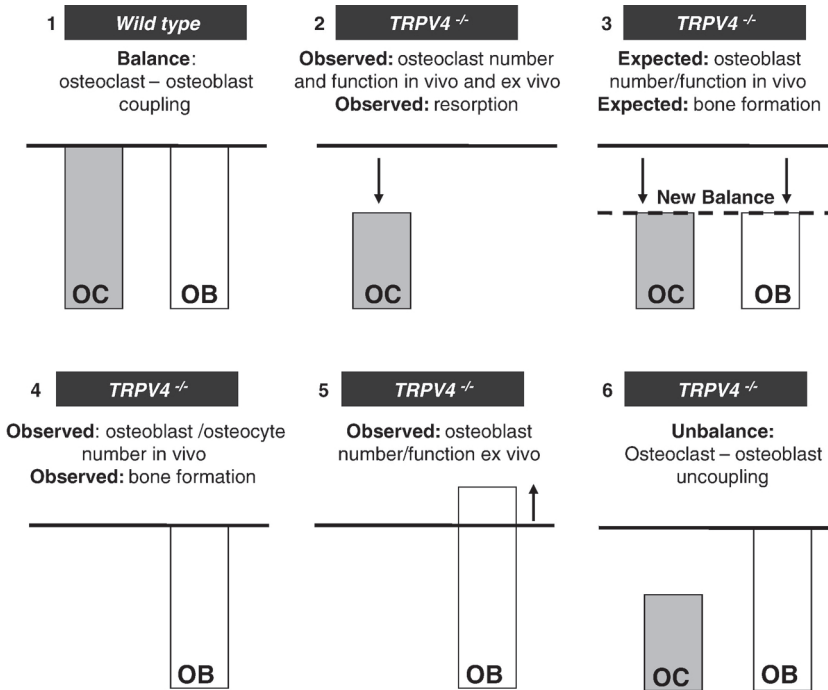 1 Wild type
Balance:
osteoclast – osteoblast
coupling
OC OB
2 TRPV4 -/-
Observed: osteoclast number
and function in vivo and ex vivo
Observed: resorption
OC
3 TRPV4 -/-
Expected: osteoblast
number/function in vivo
Expected: bone formation
New Balance
OC OB
4 TRPV4 -/-
Observed: osteoblast /osteocyte
number in vivo
Observed: bone formation
OB
5 TRPV4 -/-
Observed: osteoblast
number/function ex vivo
OB
6 TRPV4 -/-
Unbalance:
Osteoclast – osteoblast
uncoupling
OC OB